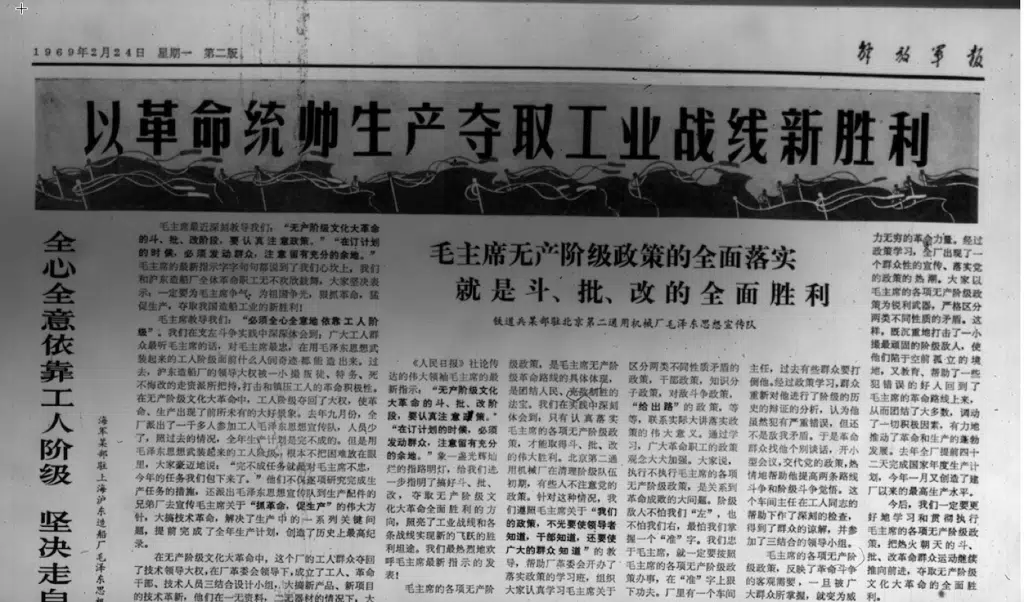 1969年2月24日 星期一 第二版
解放军报
以革命统帅生产夺取工业战线新胜利
全心全意依靠工人阶级 坚决走自
海军某部驻上海沪东造船厂毛泽东思想
毛主席最近深刻教导我们：“无产阶级文化大革命
的斗、批、改阶段，要认真注意政策。”“在订计划
的时候，必须发动群众，注意留有充分的余地。”
毛主席的最新指示字字句句都说到了我们心坎上。我们
和沪东造船厂全体革命职工无不欢欣鼓舞，大家坚决表
示：一定要为毛主席争气，为祖国争光，狠抓革命，猛
促生产，夺取我国造船工业的新胜利！
毛主席教导我们：“必须全心全意地依靠工人阶
级”。我们在支左斗争实践中深深体会到：广大工人群
众最听毛主席的话，对毛主席最忠，在用毛泽东思想武
装起来的工人阶级面前什么人间奇迹都能造出来。过
去，沪东造船厂的领导大权被一小撮叛徒、特务、死
不悔改的走资派所把持，打击和镇压工人的革命积极性。
在无产阶级文化大革命中，工人阶级夺回了大权，使革
命、生产出现了前所未有的大好景象。去年九月份，全
厂派出了一千多人参加工人毛泽东思想宣传队，人员少
了，照过去的情况，全年生产计划是完不成的。但是用
毛泽东思想武装起来的工人阶级，根本不把困难放在眼
里，大家豪迈地说：“完不成任务就是对毛主席不忠，
今年的任务我们包下来了。”他们不仅逐项研究完成生
产任务的措施，还派出毛泽东思想宣传队到生产配件的
兄弟厂去宣传毛主席关于“抓革命，促生产”的伟大方
针，大搞技术革命，解决了生产中的一系列关键问
题，提前完成了全年生产计划，创造了历史上最高纪
录。
在无产阶级文化大革命中，这个厂的工人群众夺回
了技术领导大权，在厂革委会领导下，成立了工人、革命
干部、技术人员三结合设计小组，大搞新产品、新项目
的技术革新，他们在一无资料，二无器材的情况下，大
毛主席无产阶级政策的全面落实
就是斗、批、改的全面胜利
铁道兵某部驻北京第二通用机械厂毛泽东思想宣传队
《人民日报》社论传
达的伟大领袖毛主席的最
新指示：“无产阶级文化
大革命的斗、批、改阶
段，要认真注意政策。”
“在订计划的时候，必须
发动群众，注意留有充分
的余地。”象一盏光辉灿
烂的指路明灯，给我们进
一步指明了搞好斗、批、
改，夺取无产阶级文
化大革命全面胜利的方
向，照亮了工业战线和各
条战线实现新的飞跃的胜
利坦途。我们最热烈地欢
呼毛主席最新指示的发
表！
毛主席的各项无产阶
级政策，是毛主席无产阶
级革命路线的具体体现，
是团结人民、克敌制胜的
法宝。我们在实践中深刻
体会到，只有认真落实
毛主席的各项无产阶级政
策，才能取得斗、批、改
的伟大胜利。北京第二通
用机械厂在清理阶级队伍
初期，有些人不注意党的
政策。针对这种情况，我
们遵照毛主席关于“我们
的政策，不光要使领导者
知道，干部知道，还要使
广大的群众知道”的教
导，帮助厂革委会开办了
落实政策的学习班，组织
大家认真学习毛主席关于
区分两类不同性质矛盾的
政策，干部政策，知识分
子政策，对敌斗争政策，
“给出路”的政策，等
等，联系实际大讲落实政
策的伟大意义。通过学
习，广大革命职工的政策
观念大大加强。大家说，
执行不执行毛主席的各项
无产阶级政策，是关系到
革命成败的大问题。阶级
敌人不怕我们“左”，也
不怕我们右，最怕我们掌
握一个“准”字。我们忠
于毛主席，就一定要按照
毛主席的各项无产阶级政
策办事，在“准”字上狠
下功夫。厂里有一个车间
主任，过去有些群众要打
倒他。经过政策学习，群众
重新对他进行了阶级的历
史的辩证的分析，认为他
虽然犯有严重错误，但还
不是敌我矛盾。于是革命
群众找他个别谈话，开小
型会议，交代党的政策，热
情地帮助他提高两条路线
斗争和阶级斗争觉悟。这
个车间主任在工人同志的
帮助下作了深刻的检查，
得到了群众的谅解，并参
加了三结合的领导小组。
毛主席的各项无产阶
级政策，反映了革命斗争
的客观需要，一旦被广
大群众所掌握，就变为威
力无穷的革命力量。经过
政策学习，全厂出现了一
个群众性的宣传、落实党
的政策的热潮。大家以
毛主席的各项无产阶级政
策为锐利武器，严格区分
两类不同性质的矛盾。这
样，既沉重地打击了一小
撮最顽固的阶级敌人，使
他们陷于空前孤立的境
地，又教育、帮助了一些
犯错误的好人回到了
毛主席的革命路线上来，
从而团结了大多数，调动
了一切积极因素，有力地
推动了革命和生产的蓬勃
发展。去年全厂提前四十
二天完成国家年度生产计
划，今年一月又创造了建
厂以来的最高生产水平。
今后，我们一定要更
好地学习和贯彻执行
毛主席的各项无产阶级政
策，把热火朝天的斗、
批、改革命群众运动继续
推向前进，夺取无产阶级
文化大革命的全面胜
利。